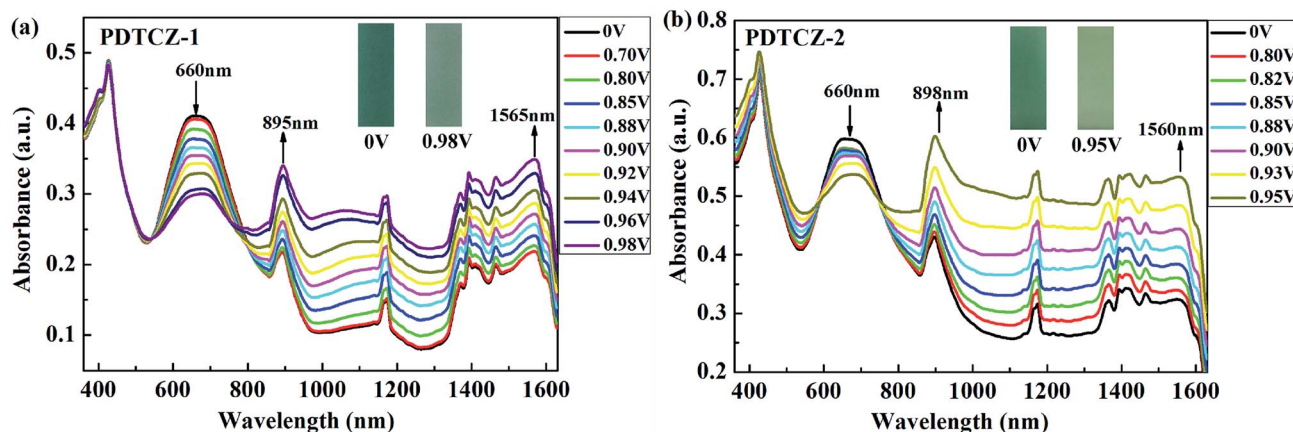 (a)
PDTCZ-1
660nm
895nm
1565nm
0V
0.98V
0V
0.70V
0.80V
0.85V
0.88V
0.90V
0.92V
0.94V
0.96V
0.98V
0.5
0.4
0.3
0.2
0.1
Absorbance (a.u.)
400 600 800 1000 1200 1400 1600
Wavelength (nm)
(b)
PDTCZ-2
660nm
898nm
1560nm
0V
0.95V
0V
0.80V
0.82V
0.85V
0.88V
0.90V
0.93V
0.95V
0.8
0.7
0.6
0.5
0.4
0.3
0.2
Absorbance (a.u.)
400 600 800 1000 1200 1400 1600
Wavelength (nm)